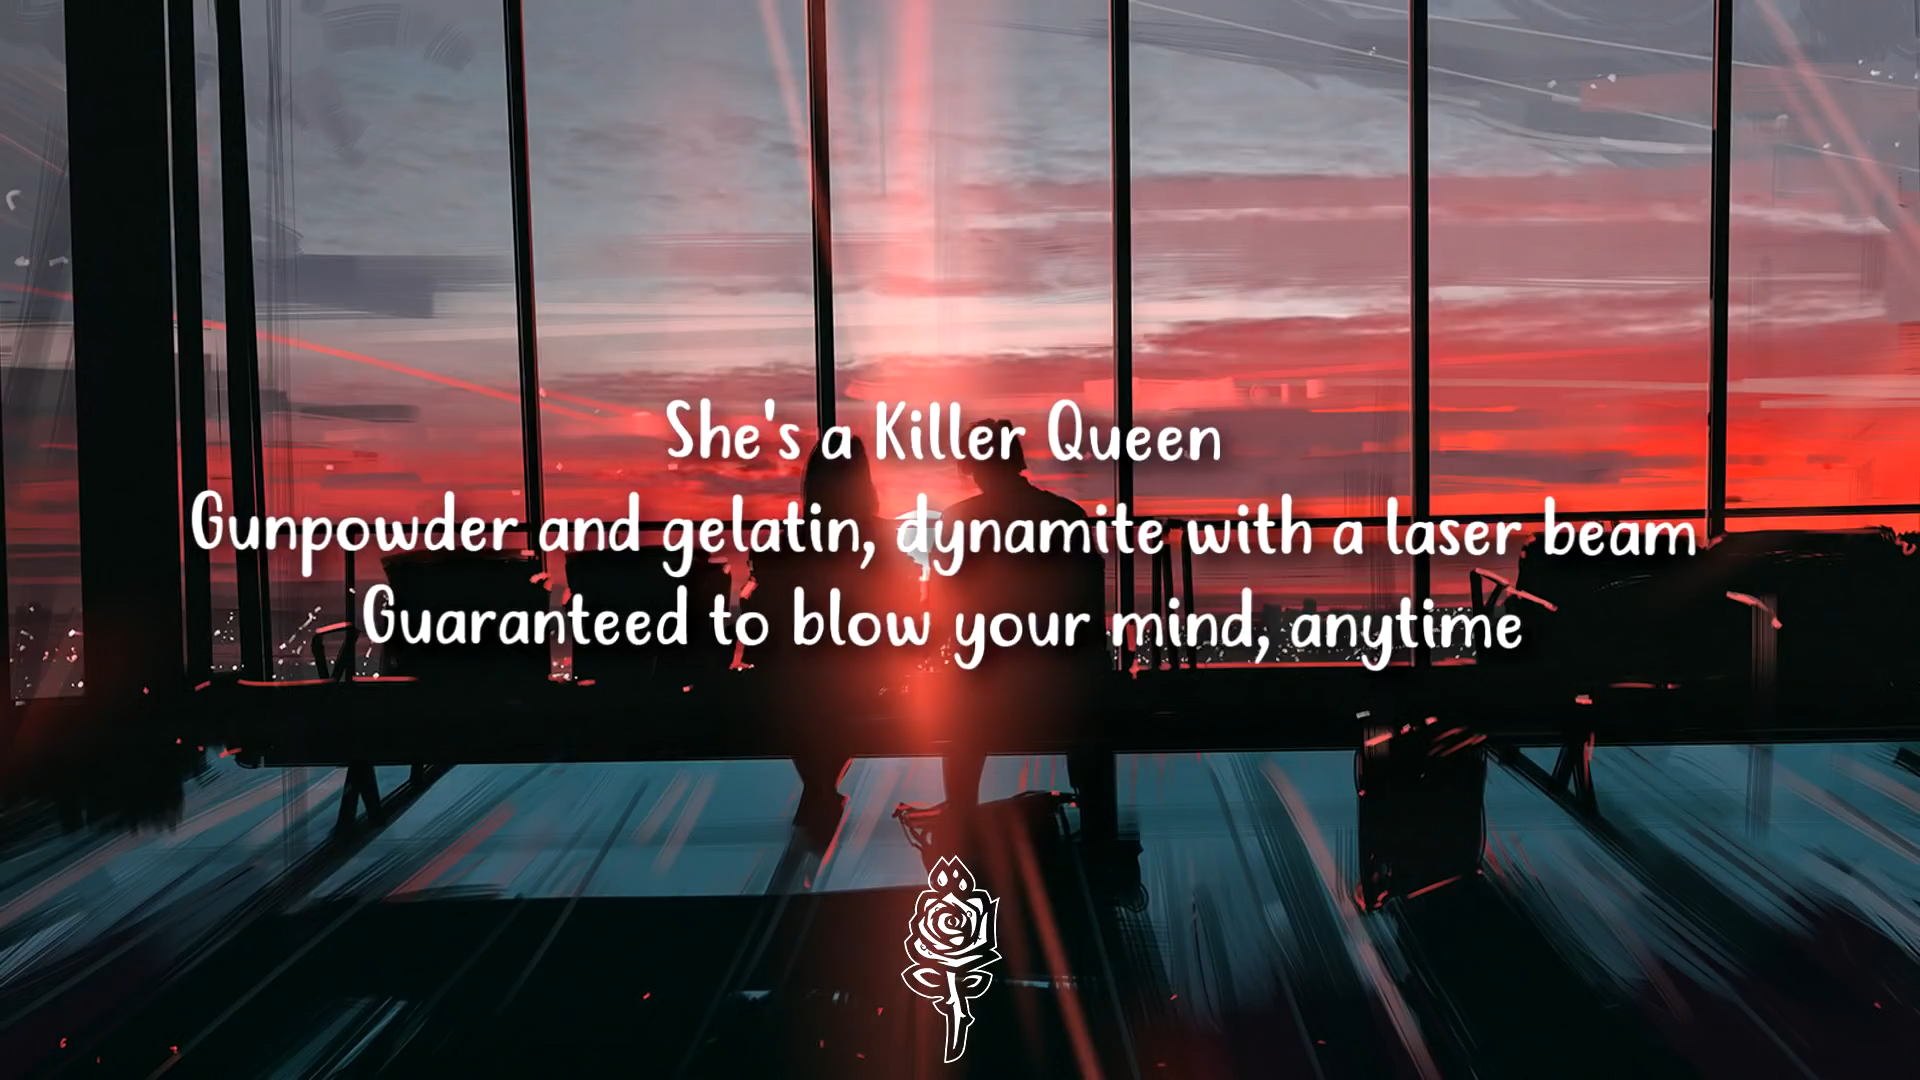 She's a Killer Queen
Gunpowder and gelatin, dynamite with a laser beam
Guaranteed to blow your mind, anytime